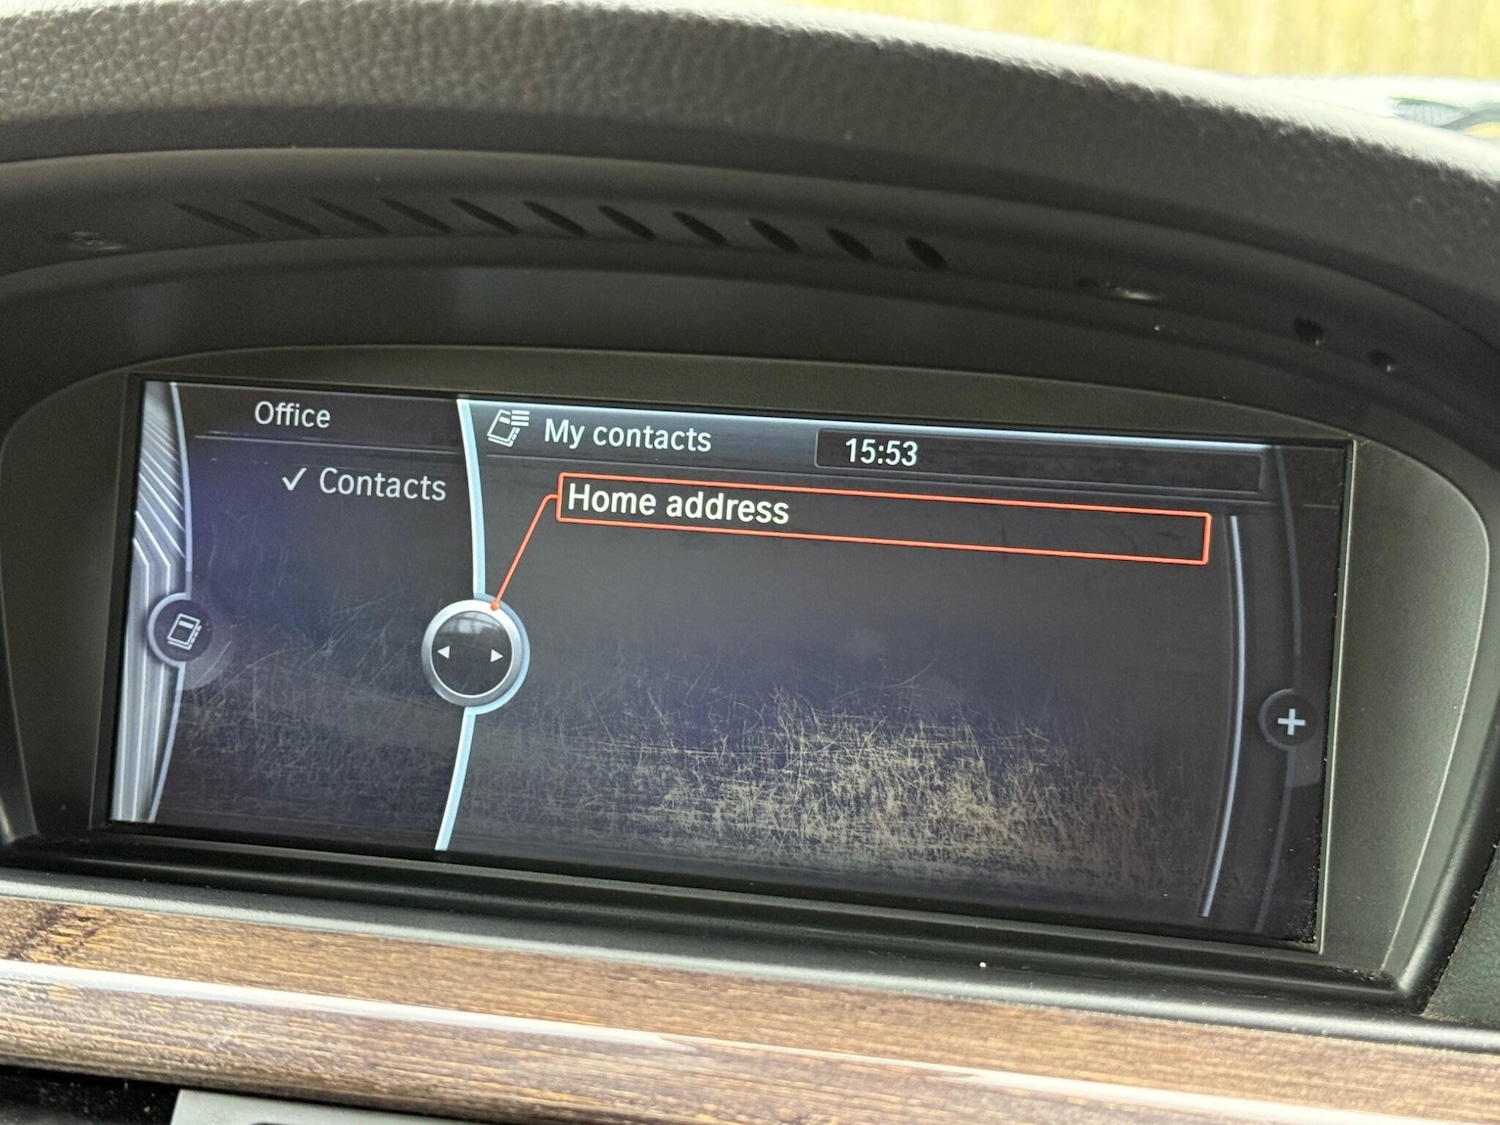 Office
✓ Contacts
My contacts
15:53
Home address